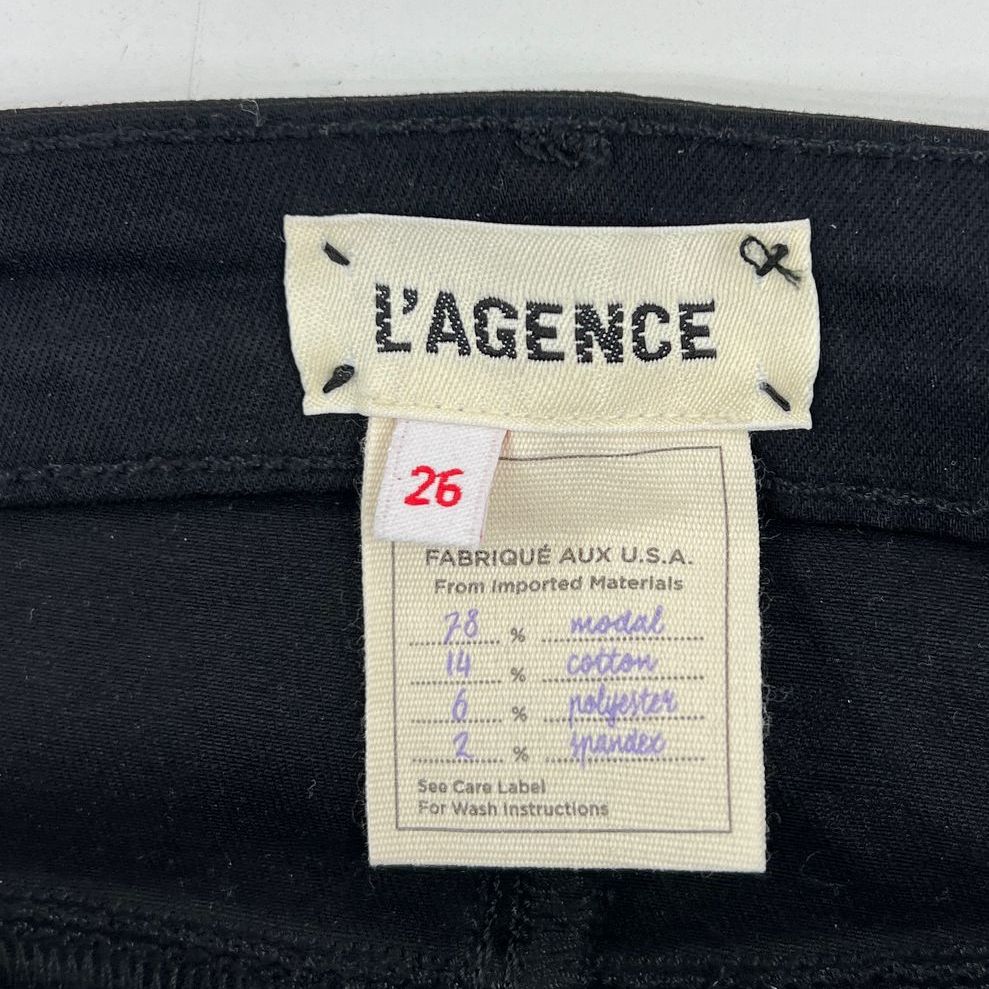 L'AGENCE
26
FABRIQUÉ AUX U.S.A.
From Imported Materials
78 % modal
14 % cotton
6 % polyester
2 % spandex
See Care Label
For Wash Instructions